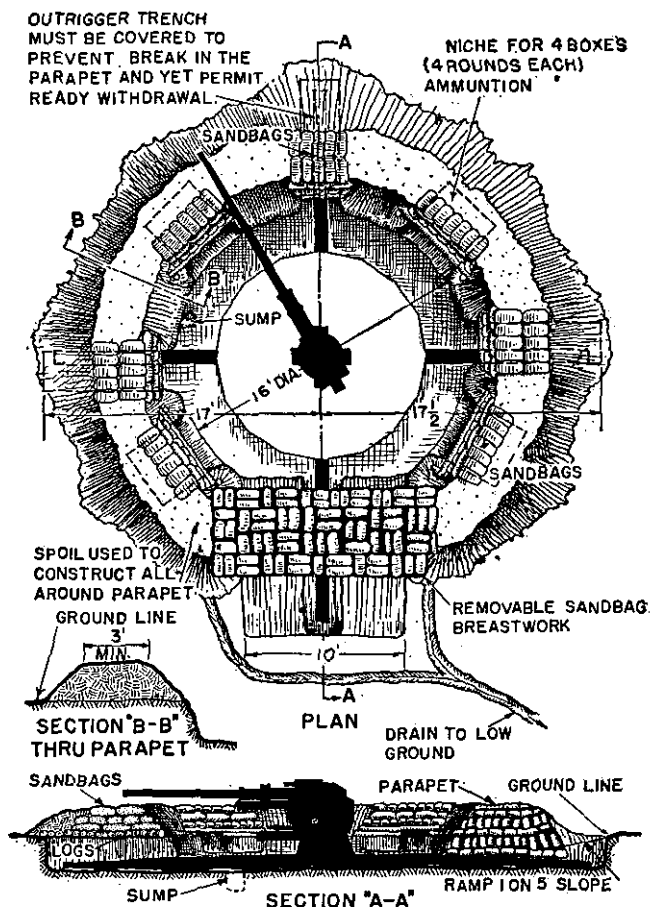 OUTRIGGER TRENCH
MUST BE COVERED TO
PREVENT BREAK IN THE
PARAPET AND YET PERMIT
READY WITHDRAWAL.
A
NICHE FOR 4 BOXES
(4 ROUNDS EACH)
AMMUNTION
SANDBAGS
B
B
SUMP
16' DIA.
17'
17 1/2
SANDBAGS
SPOIL USED TO
CONSTRUCT ALL-
AROUND PARAPET
GROUND LINE
3'
MIN.
REMOVABLE SANDBAG
BREASTWORK
10'
A
PLAN
SECTION "B-B"
THRU PARAPET
DRAIN TO LOW
GROUND
SANDBAGS
PARAPET
GROUND LINE
LOGS
SUMP
SECTION "A-A"
RAMP 1 ON 5 SLOPE